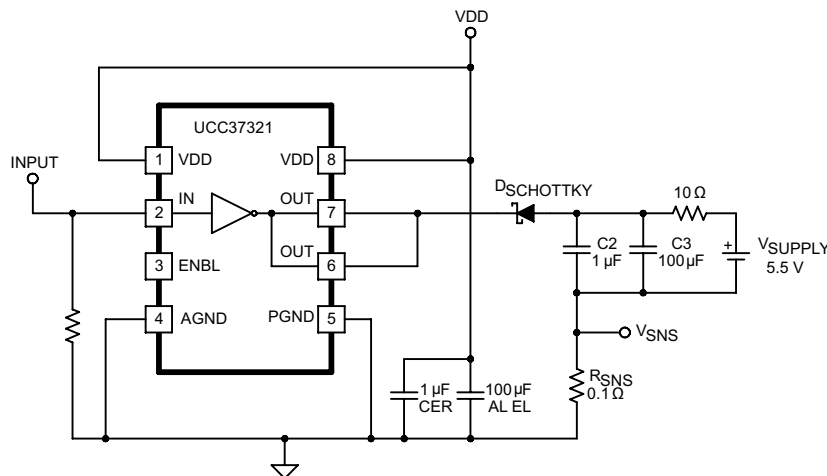 VDD
UCC37321
INPUT
1 VDD
VDD 8
2 IN
OUT 7
3 ENBL
OUT 6
4 AGND
PGND 5
DSCHOTTKY
10 Ω
C2
1 µF
C3
100 µF
+
VSUPPLY
5.5 V
VSNS
RSNS
0.1 Ω
1 µF
CER
100 µF
AL EL